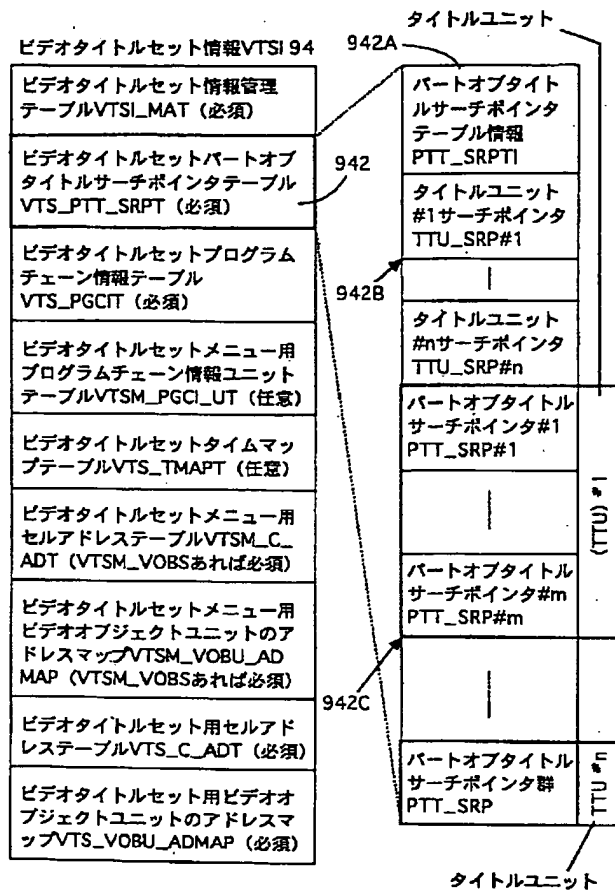 ビデオタイトルセット情報VTSI 94
ビデオタイトルセット情報管理
テーブルVTSI_MAT(必須)
ビデオタイトルセットパートオブ
タイトルサーチポインタテーブル
VTS_PTT_SRPT(必須)
ビデオタイトルセットプログラム
チェーン情報テーブル
VTS_PGCIT(必須)
ビデオタイトルセットメニュー用
プログラムチェーン情報ユニット
テーブルVTSM_PGCI_UT(任意)
ビデオタイトルセットタイムマッ
プテーブルVTS_TMAPT(任意)
ビデオタイトルセットメニュー用
セルアドレステーブルVTSM_C_
ADT(VTSM_VOBSあれば必須)
ビデオタイトルセットメニュー用
ビデオオブジェクトユニットのア
ドレスマップVTSM_VOBU_AD
MAP(VTSM_VOBSあれば必須)
ビデオタイトルセット用セルアド
レステーブルVTS_C_ADT(必須)
ビデオタイトルセット用ビデオオ
ブジェクトユニットのアドレスマ
ップVTS_VOBU_ADMAP(必須)
942
タイトルユニット
942A
パートオブタイト
ルサーチポインタ
テーブル情報
PTT_SRPTI
タイトルユニット
#1サーチポインタ
TTU_SRP#1
942B
タイトルユニット
#nサーチポインタ
TTU_SRP#n
パートオブタイトル
サーチポインタ#1
PTT_SRP#1
(TTU) #1
パートオブタイトル
サーチポインタ#m
PTT_SRP#m
942C
パートオブタイトル
サーチポインタ群
PTT_SRP
TTU #n
タイトルユニット